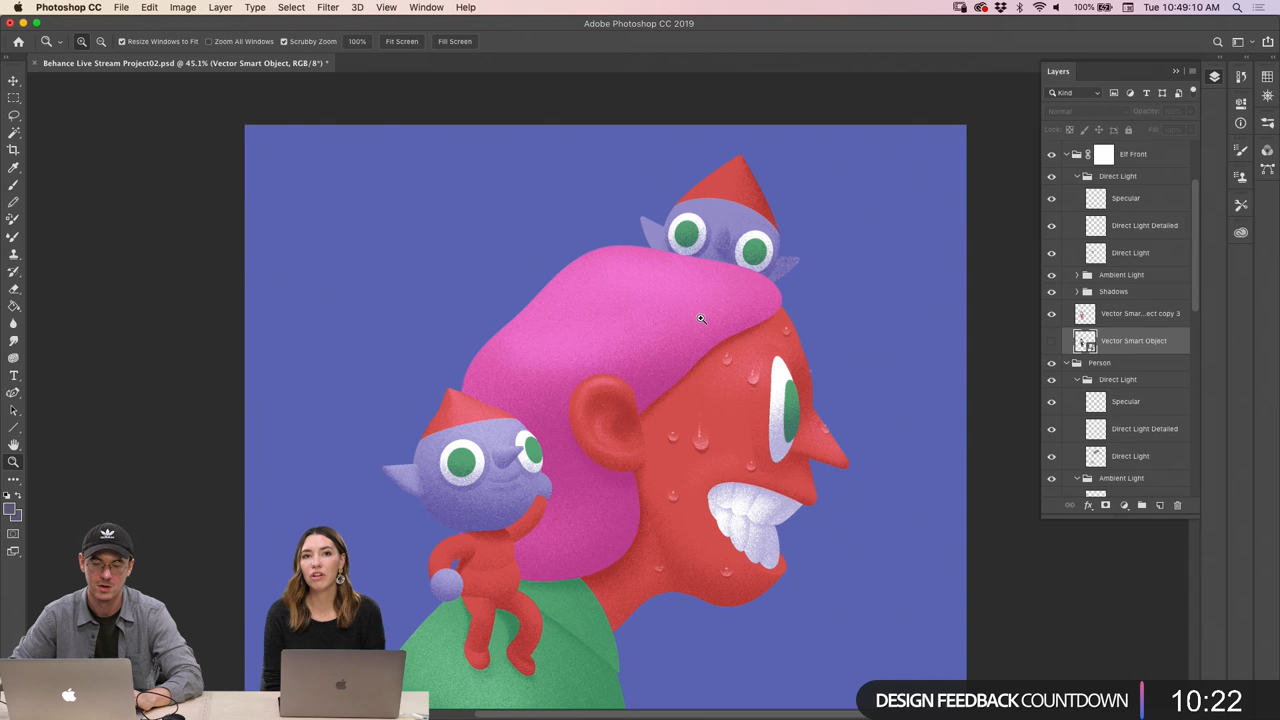 Photoshop CC File Edit Image Layer Type Select Filter 3D View Window Help 100% Tue 10:49:10 AM
Adobe Photoshop CC 2019
Resize Windows to Fit Zoom All Windows Scrubby Zoom 100% Fit Screen Fill Screen
Behance Live Stream Project02.psd @ 45.1% (Vector Smart Object, RGB/8*) *
Layers
Kind
Normal Opacity:
Lock: Fill:
Elf Front
Direct Light
Specular
Direct Light Detailed
Direct Light
Ambient Light
Shadows
Vector Smar...ect copy 3
Vector Smart Object
Person
Direct Light
Specular
Direct Light Detailed
Direct Light
Ambient Light
DESIGN FEEDBACK COUNTDOWN 10:22